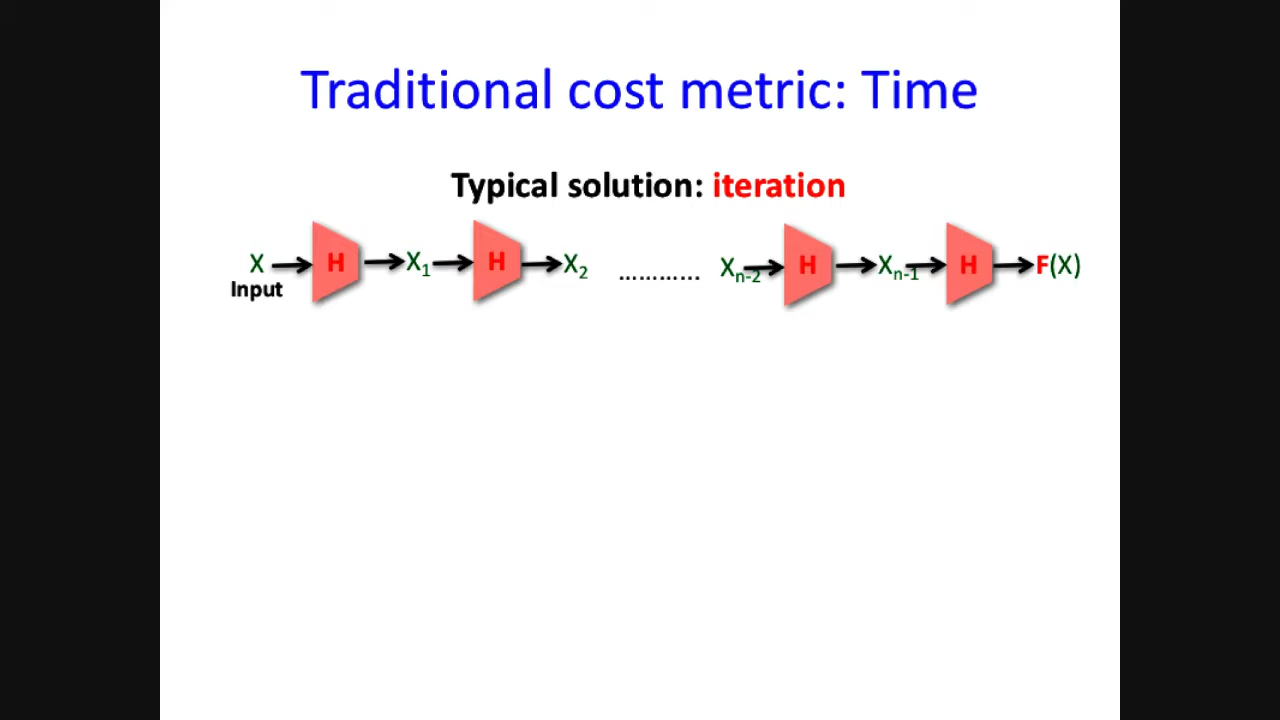 Traditional cost metric: Time
Typical solution: iteration
X H X1 H X2 ………… Xn-2 H Xn-1 H F(X)
Input